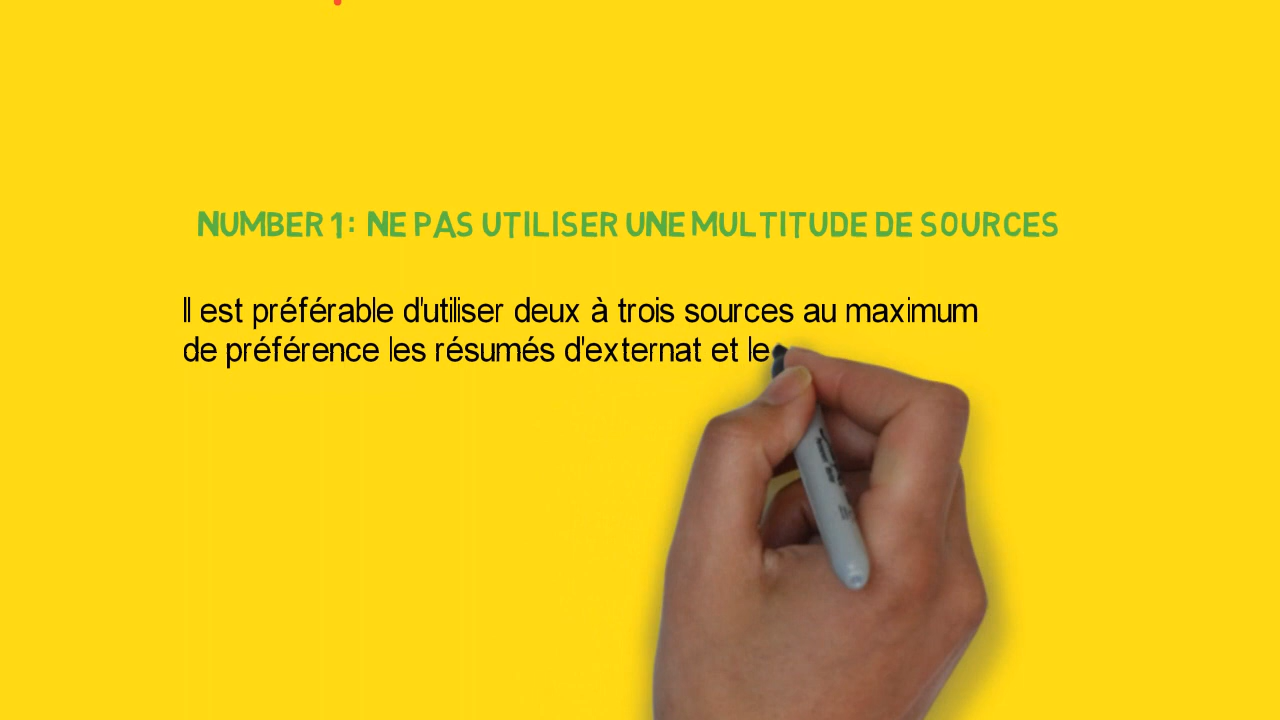 NUMBER 1: NE PAS UTILISER UNE MULTITUDE DE SOURCES
Il est préférable d'utiliser deux à trois sources au maximum
de préférence les résumés d'externat et le